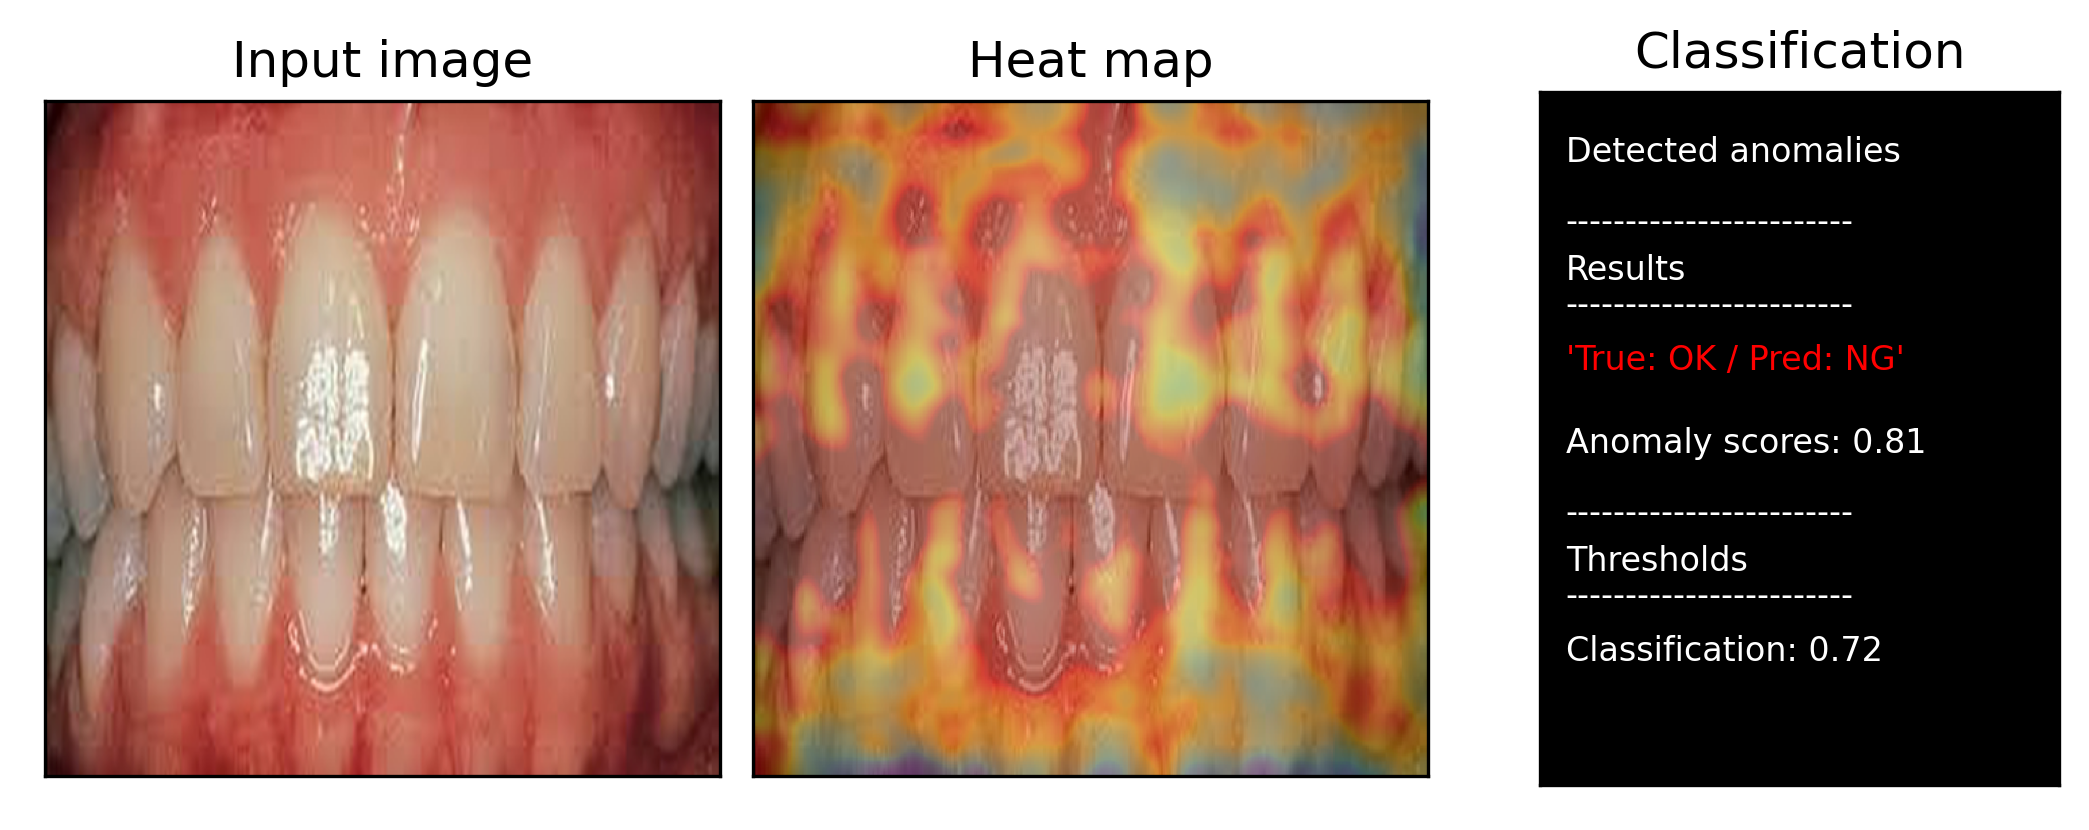 Input image
Heat map
Classification
Detected anomalies
------------------------
Results
------------------------
'True: OK / Pred: NG'
Anomaly scores: 0.81
------------------------
Thresholds
------------------------
Classification: 0.72